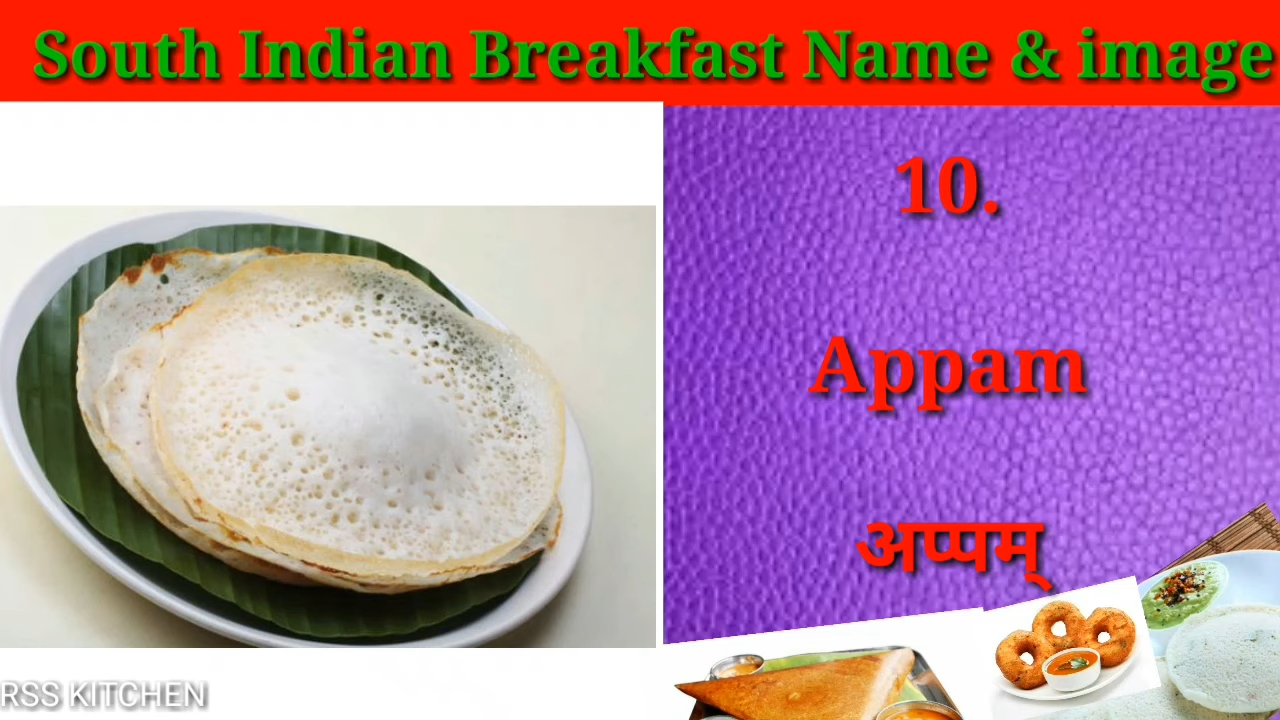 South Indian Breakfast Name & image
10.
Appam
अप्पम्
RSS KITCHEN